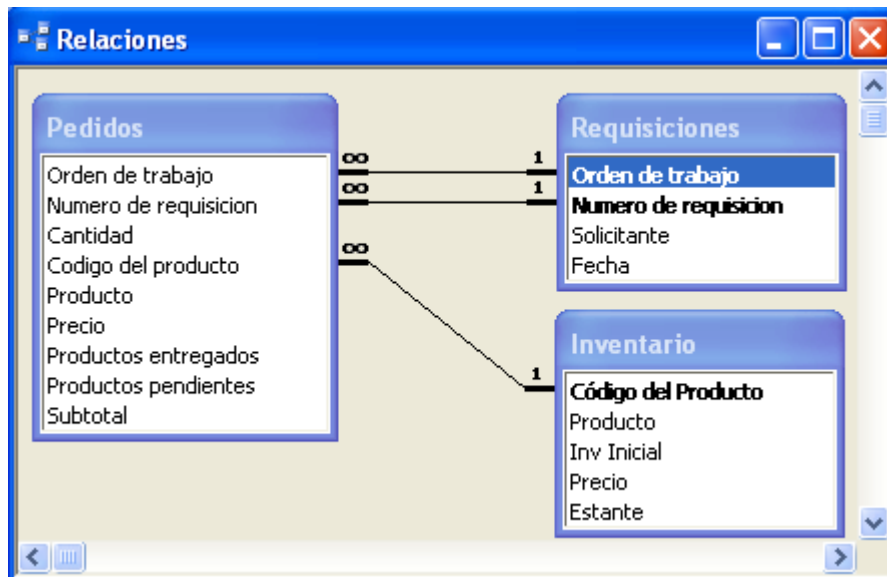 Relaciones
Pedidos
Orden de trabajo
Numero de requisicion
Cantidad
Codigo del producto
Producto
Precio
Productos entregados
Productos pendientes
Subtotal
∞ 1
∞ 1
∞
1
Requisiciones
Orden de trabajo
Numero de requisicion
Solicitante
Fecha
Inventario
Código del Producto
Producto
Inv Inicial
Precio
Estante